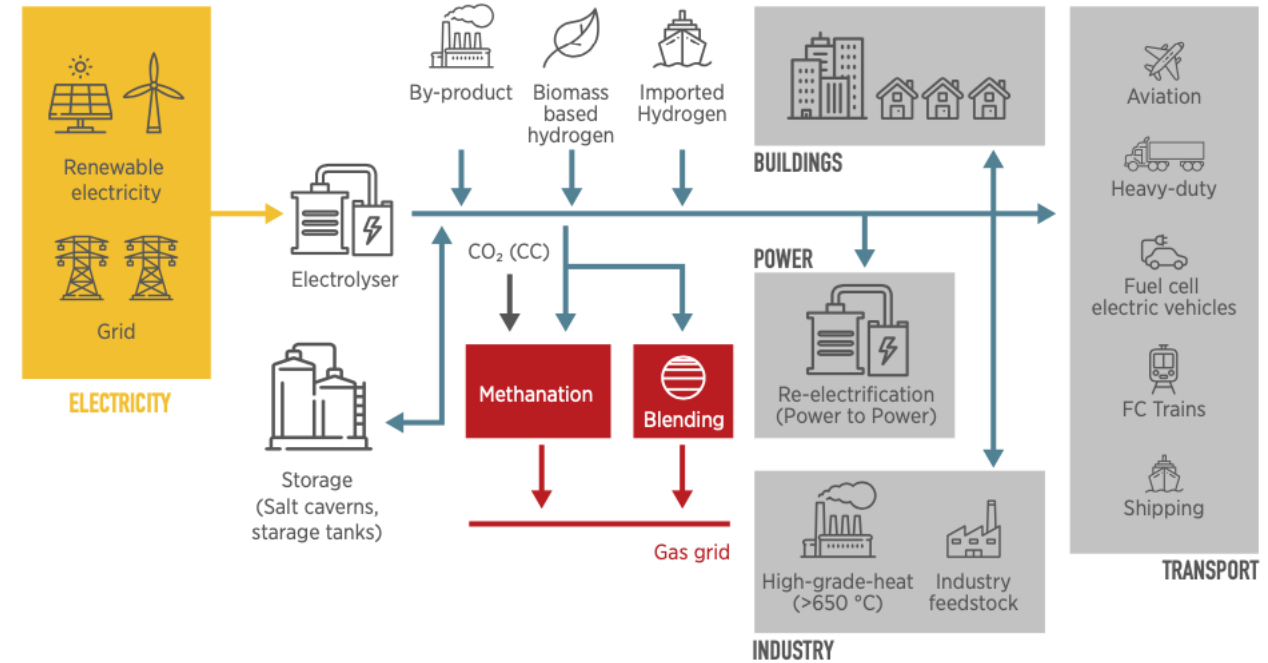 Renewable
electricity
Grid
ELECTRICITY
Electrolyser
Storage
(Salt caverns,
starage tanks)
By-product
Biomass
based
hydrogen
Imported
Hydrogen
CO₂ (CC)
Methanation
Blending
Gas grid
BUILDINGS
POWER
Re-electrification
(Power to Power)
High-grade-heat
(>650 °C)
Industry
feedstock
INDUSTRY
Aviation
Heavy-duty
Fuel cell
electric vehicles
FC Trains
Shipping
TRANSPORT